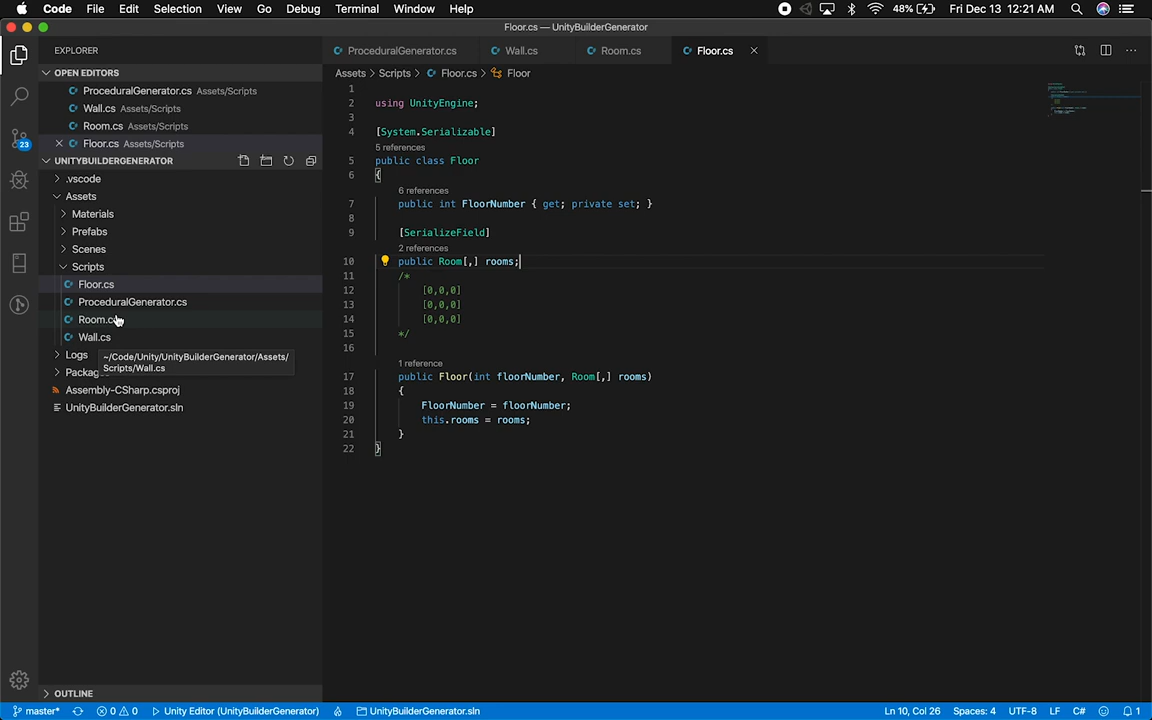 Code File Edit Selection View Go Debug Terminal Window Help 48% Fri Dec 13 12:21 AM
Floor.cs — UnityBuilderGenerator
EXPLORER
OPEN EDITORS
ProceduralGenerator.cs Assets/Scripts
Wall.cs Assets/Scripts
Room.cs Assets/Scripts
Floor.cs Assets/Scripts
UNITYBUILDERGENERATOR
.vscode
Assets
Materials
Prefabs
Scenes
Scripts
Floor.cs
ProceduralGenerator.cs
Room.cs
Wall.cs
Logs
~/Code/Unity/UnityBuilderGenerator/Assets/
Scripts/Wall.cs
Assembly-CSharp.csproj
UnityBuilderGenerator.sln
OUTLINE
23
ProceduralGenerator.cs Wall.cs Room.cs Floor.cs
Assets > Scripts > Floor.cs > Floor
1
2 using UnityEngine;
3
4 [System.Serializable]
5 references
5 public class Floor
6 {
6 references
7 public int FloorNumber { get; private set; }
8
9 [SerializeField]
2 references
10 public Room[,] rooms;
11 /*
12 [0,0,0]
13 [0,0,0]
14 [0,0,0]
15 */
16
1 reference
17 public Floor(int floorNumber, Room[,] rooms)
18 {
19 FloorNumber = floorNumber;
20 this.rooms = rooms;
21 }
22 }
master* 0 0 Unity Editor (UnityBuilderGenerator) UnityBuilderGenerator.sln Ln 10, Col 26 Spaces: 4 UTF-8 LF C# 1